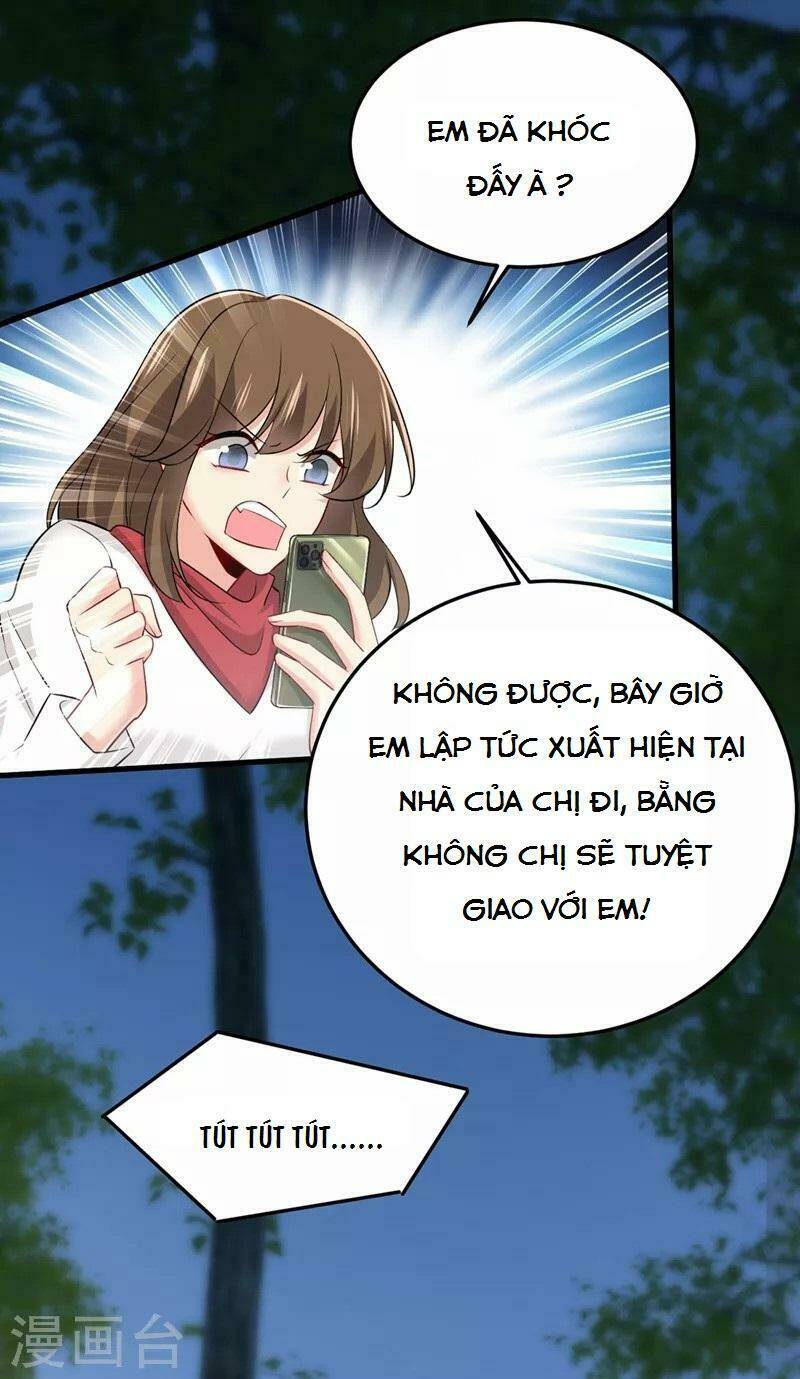 EM ĐÃ KHÓC
ĐẤY À ?
KHÔNG ĐƯỢC, BÂY GIỜ
EM LẬP TỨC XUẤT HIỆN TẠI
NHÀ CỦA CHỊ ĐI, BẰNG
KHÔNG CHỊ SẼ TUYỆT
GIAO VỚI EM!
TÚT TÚT TÚT......
漫画台